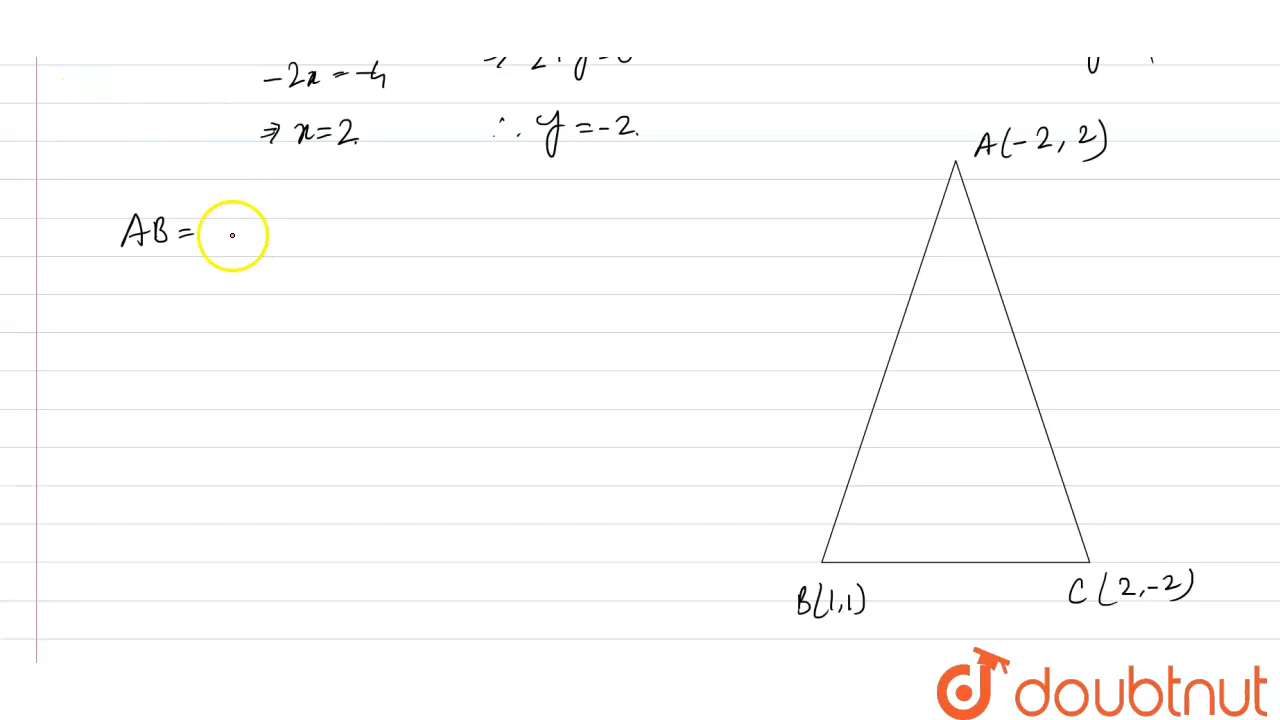 -2x = -4
⇒ x = 2.
∴ y = -2.
A(-2, 2)
AB =
B(1,1)
C(2,-2)
doubtnut